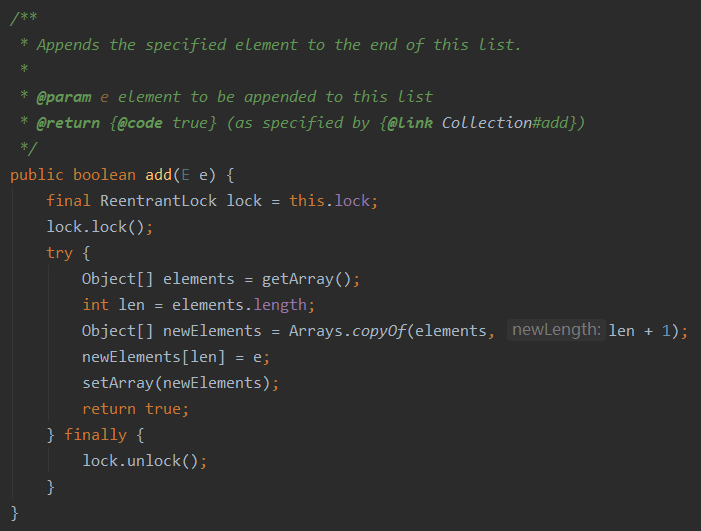 /**
 * Appends the specified element to the end of this list.
 *
 * @param e element to be appended to this list
 * @return {@code true} (as specified by {@link Collection#add})
 */
public boolean add(E e) {
    final ReentrantLock lock = this.lock;
    lock.lock();
    try {
        Object[] elements = getArray();
        int len = elements.length;
        Object[] newElements = Arrays.copyOf(elements, newLength: len + 1);
        newElements[len] = e;
        setArray(newElements);
        return true;
    } finally {
        lock.unlock();
    }
}